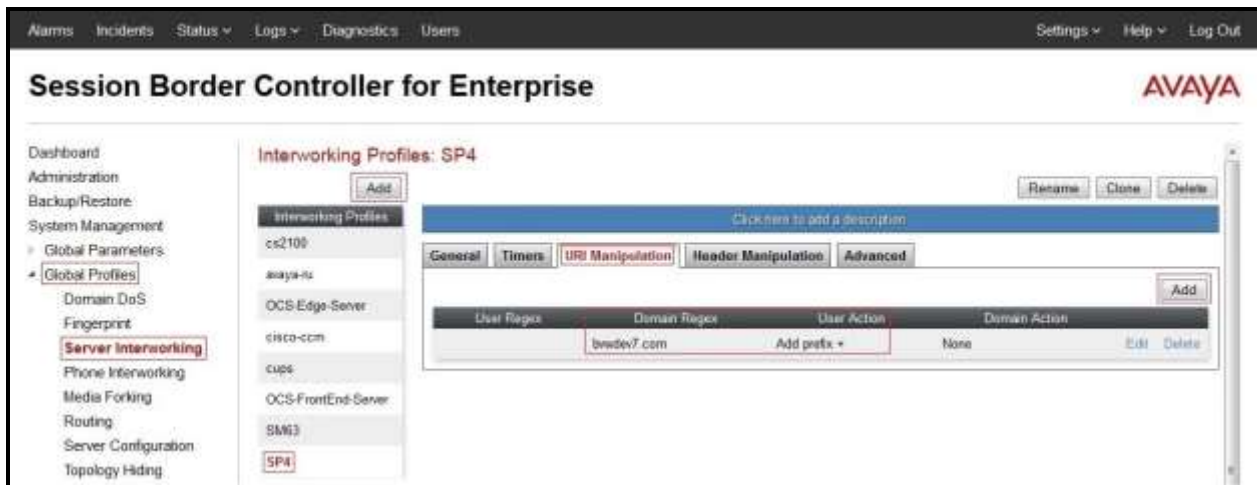 Alarms Incidents Status Logs Diagnostics Users Settings Help Log Out
Session Border Controller for Enterprise
AVAYA
Dashboard
Administration
Backup/Restore
System Management
Global Parameters
Global Profiles
Domain DoS
Fingerprint
Server Interworking
Phone Interworking
Media Forking
Routing
Server Configuration
Topology Hiding
Interworking Profiles: SP4
Add
Rename Clone Delete
Interworking Profiles
cs2100
avaya-ru
OCS-Edge-Server
cisco-ccm
cups
OCS-FrontEnd-Server
SM63
SP4
Click here to add a description
General Timers URI Manipulation Header Manipulation Advanced
Add
User Regex Domain Regex User Action Domain Action
bvwdev7.com Add prefix + None Edit Delete